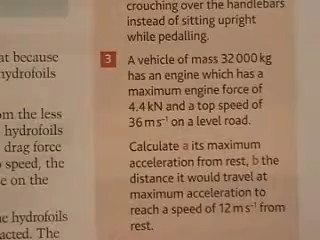 crouching over the handlebars
instead of sitting upright
while pedalling.
at because
hydrofoils
3 A vehicle of mass 32 000 kg
has an engine which has a
maximum engine force of
4.4 kN and a top speed of
36 m s⁻¹ on a level road.
om the less
hydrofoils
drag force
speed, the
e on the
Calculate a its maximum
acceleration from rest, b the
distance it would travel at
maximum acceleration to
reach a speed of 12 m s⁻¹ from
rest.
e hydrofoils
acted. The